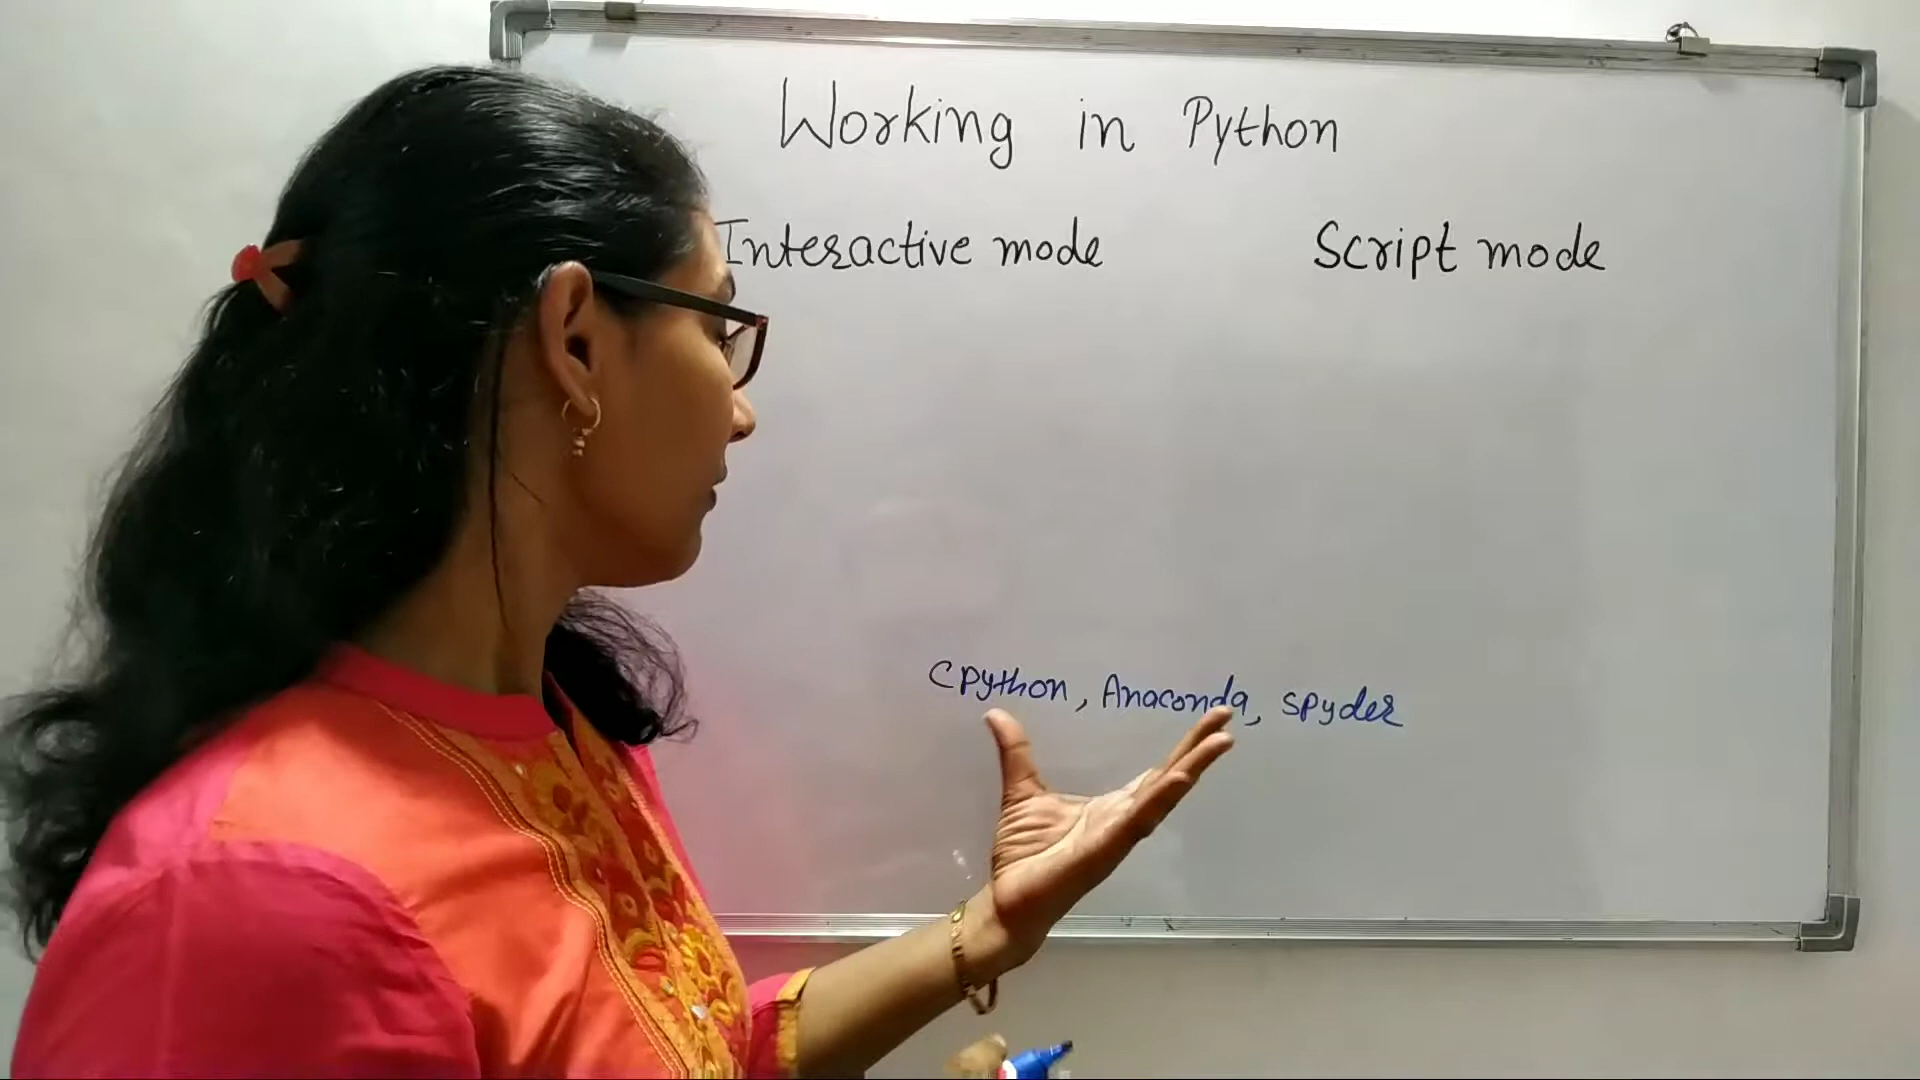 Working in Python
Interactive mode Script mode
CPython, Anaconda, Spyder